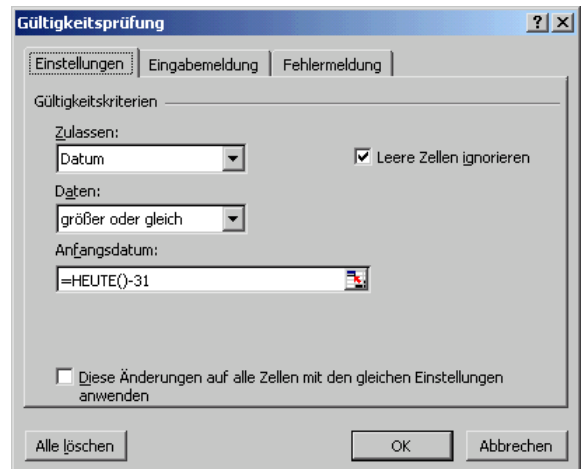 Gültigkeitsprüfung
Einstellungen Eingabemeldung Fehlermeldung
Gültigkeitskriterien
Zulassen:
Datum Leere Zellen ignorieren
Daten:
größer oder gleich
Anfangsdatum:
=HEUTE()-31
Diese Änderungen auf alle Zellen mit den gleichen Einstellungen
anwenden
Alle löschen OK Abbrechen